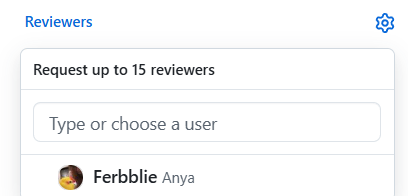 Reviewers
Request up to 15 reviewers
Type or choose a user
Ferbblie Anya